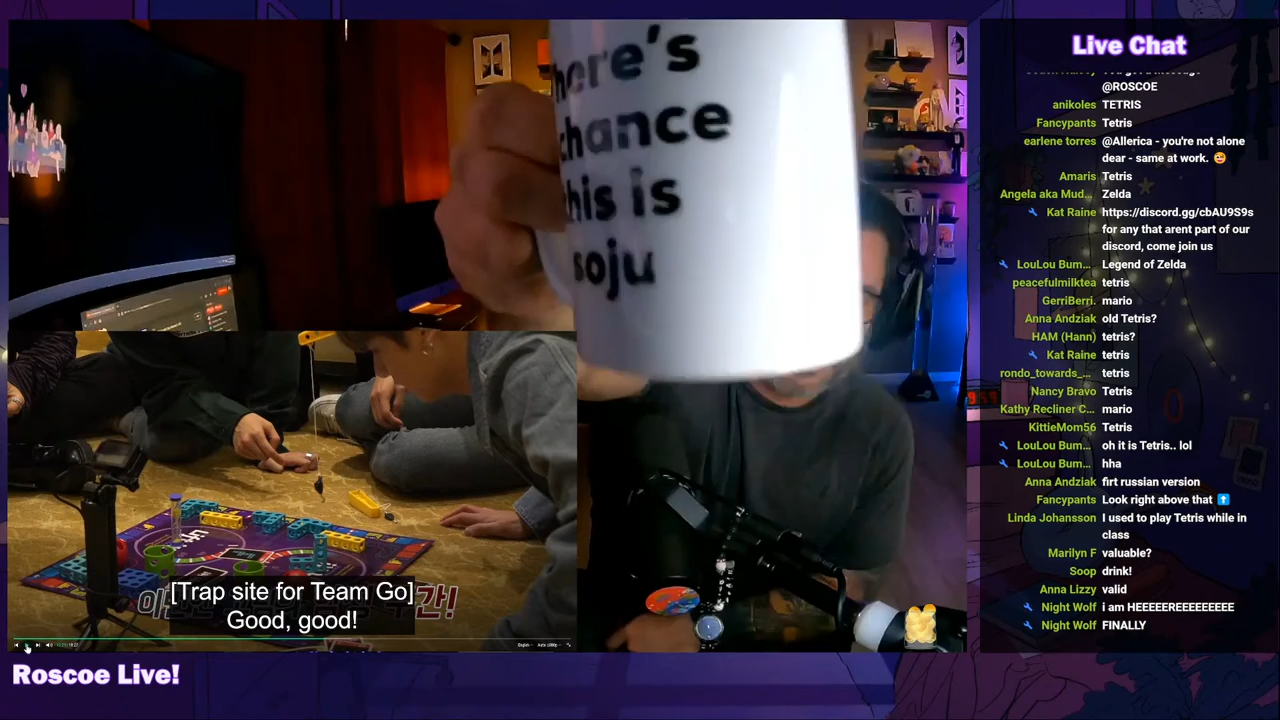 Live Chat
@ROSCOE
anikoles TETRIS
Fancypants Tetris
earlene torres @Allerica - you're not alone
dear - same at work. 😄
Amaris Tetris
Angela aka Mud... Zelda
Kat Raine https://discord.gg/cbAU9S9s
for any that arent part of our
discord, come join us
LouLou Bum... Legend of Zelda
peacefulmilktea tetris
GerriBerri. mario
Anna Andziak old Tetris?
HAM (Hann) tetris?
Kat Raine tetris
rondo_towards_... tetris
Nancy Bravo Tetris
Kathy Recliner C... mario
KittieMom56 Tetris
LouLou Bum... oh it is Tetris.. lol
LouLou Bum... hha
Anna Andziak firt russian version
Fancypants Look right above that ⬆
Linda Johansson I used to play Tetris while in
class
Marilyn F valuable?
Soop drink!
Anna Lizzy valid
Night Wolf i am HEEEEEREEEEEEEEE
Night Wolf FINALLY
here's
chance
this is
soju
[Trap site for Team Go]
Good, good!
Roscoe Live!